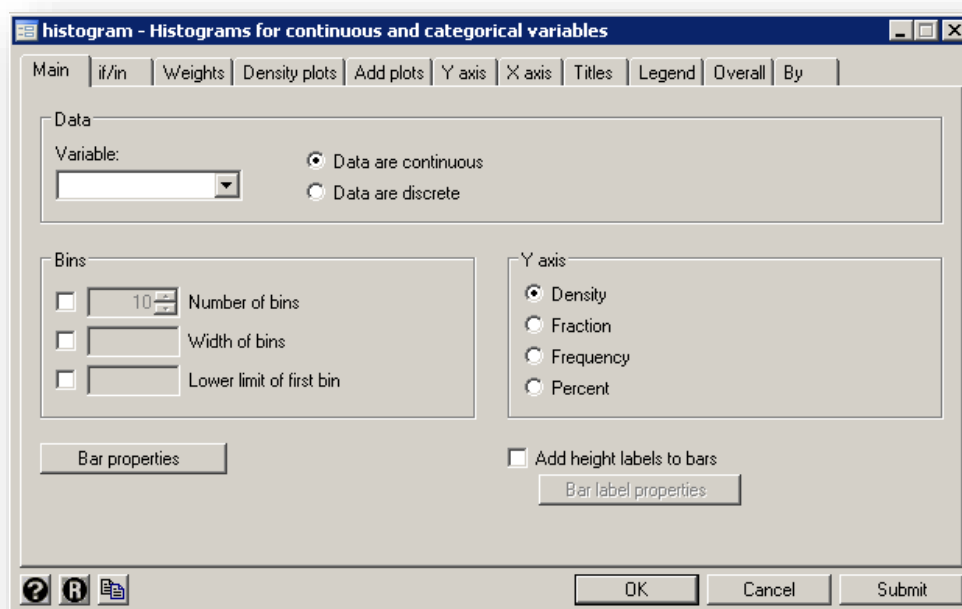 histogram - Histograms for continuous and categorical variables
Main if/in Weights Density plots Add plots Y axis X axis Titles Legend Overall By
Data
Variable:
Data are continuous
Data are discrete
Bins
10 Number of bins
Width of bins
Lower limit of first bin
Y axis
Density
Fraction
Frequency
Percent
Bar properties
Add height labels to bars
Bar label properties
? R OK Cancel Submit